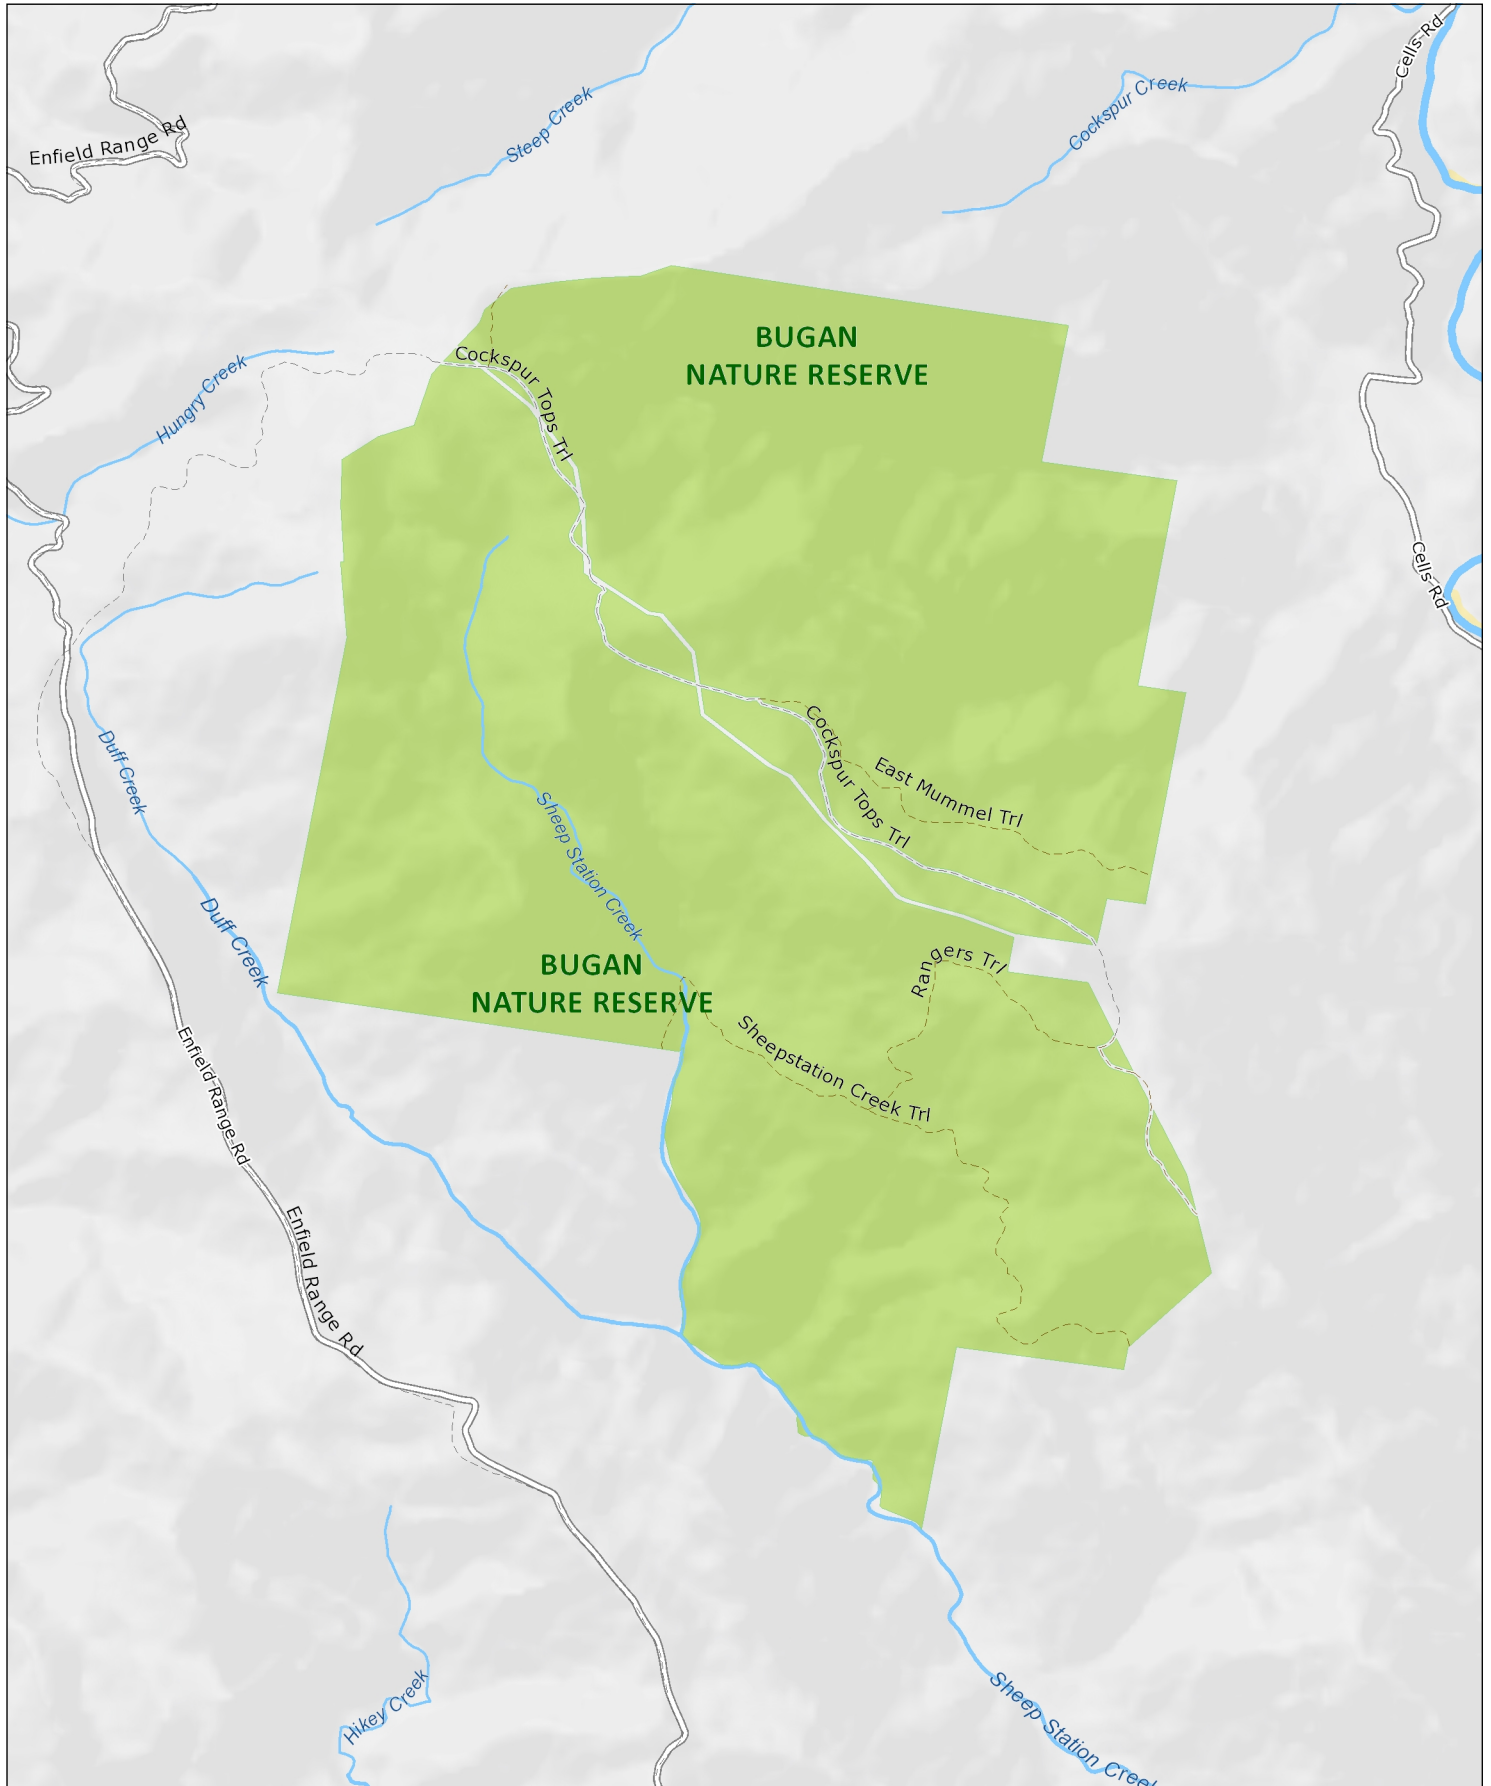 Cells Rd
Steep Creek
Cockspur Creek
Enfield Range Rd
BUGAN
NATURE RESERVE
Cockspur Tops Trl
Hungry Creek
Cells Rd
Duff Creek
Cockspur Tops Trl
East Mummel Trl
Sheep Station Creek
Duff Creek
BUGAN
NATURE RESERVE
Rangers Trl
Sheepstation Creek Trl
Enfield Range Rd
Enfield Range Rd
Hikey Creek
Sheep Station Creek